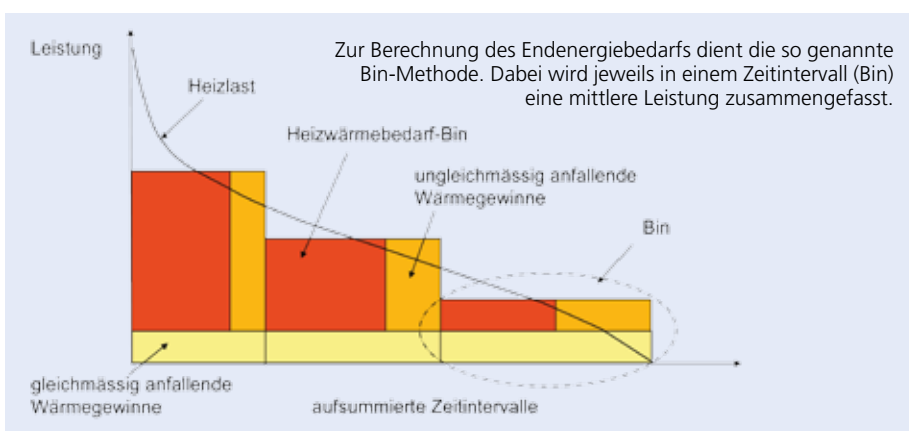 Leistung
Zur Berechnung des Endenergiebedarfs dient die so genannte
Bin-Methode. Dabei wird jeweils in einem Zeitintervall (Bin)
eine mittlere Leistung zusammengefasst.
Heizlast
Heizwärmebedarf-Bin
ungleichmässig anfallende
Wärmegewinne
Bin
gleichmässig anfallende
Wärmegewinne
aufsummierte Zeitintervalle